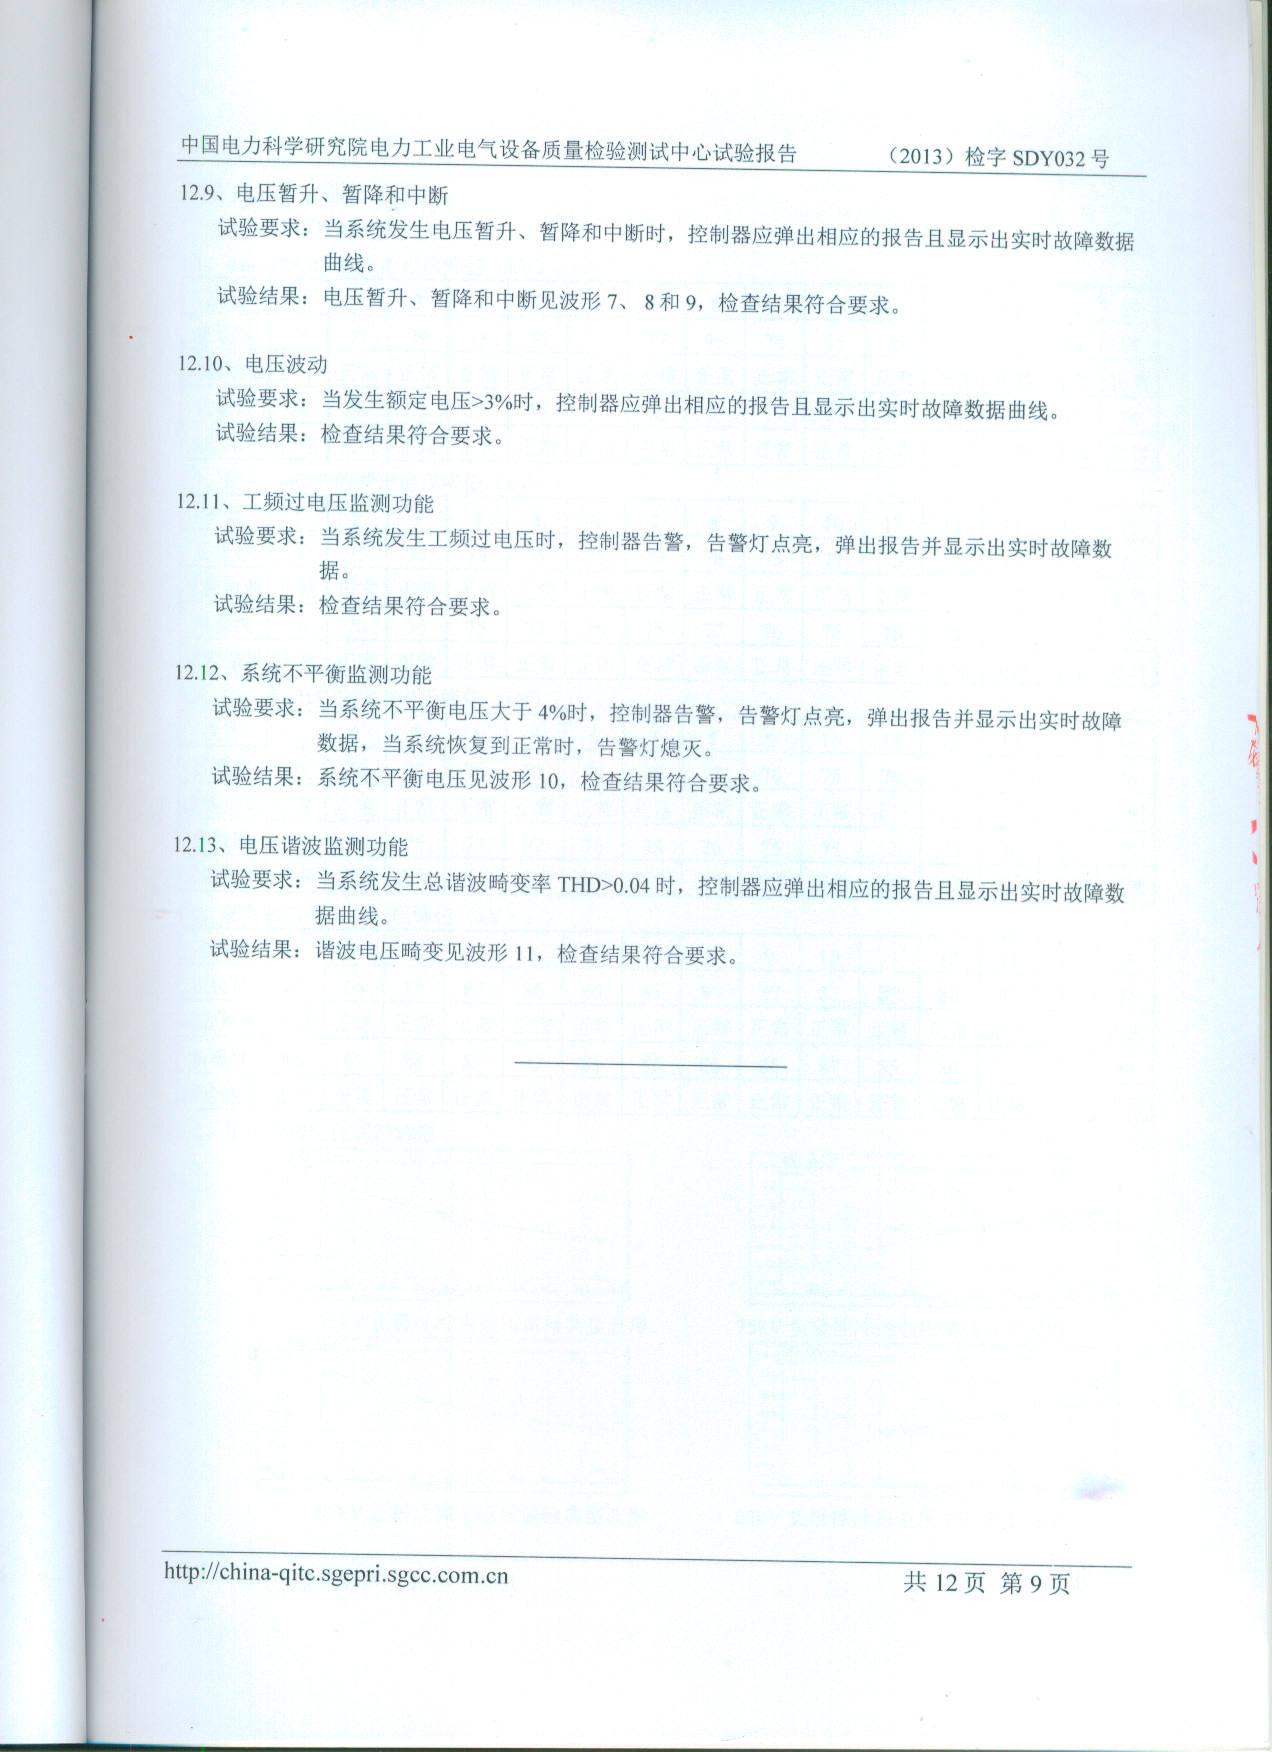 中国电力科学研究院电力工业电气设备质量检验测试中心试验报告 （2013）检字 SDY032 号
12.9、电压暂升、暂降和中断
试验要求：当系统发生电压暂升、暂降和中断时，控制器应弹出相应的报告且显示出实时故障数据
曲线。
试验结果：电压暂升、暂降和中断见波形 7、 8 和 9，检查结果符合要求。
12.10、电压波动
试验要求：当发生额定电压>3%时，控制器应弹出相应的报告且显示出实时故障数据曲线。
试验结果：检查结果符合要求。
12.11、工频过电压监测功能
试验要求：当系统发生工频过电压时，控制器告警，告警灯点亮，弹出报告并显示出实时故障数
据。
试验结果：检查结果符合要求。
12.12、系统不平衡监测功能
试验要求：当系统不平衡电压大于 4%时，控制器告警，告警灯点亮，弹出报告并显示出实时故障
数据，当系统恢复到正常时，告警灯熄灭。
试验结果：系统不平衡电压见波形 10，检查结果符合要求。
12.13、电压谐波监测功能
试验要求：当系统发生总谐波畸变率 THD>0.04 时，控制器应弹出相应的报告且显示出实时故障数
据曲线。
试验结果：谐波电压畸变见波形 11，检查结果符合要求。
http://china-qitc.sgepri.sgcc.com.cn 共 12 页 第 9 页